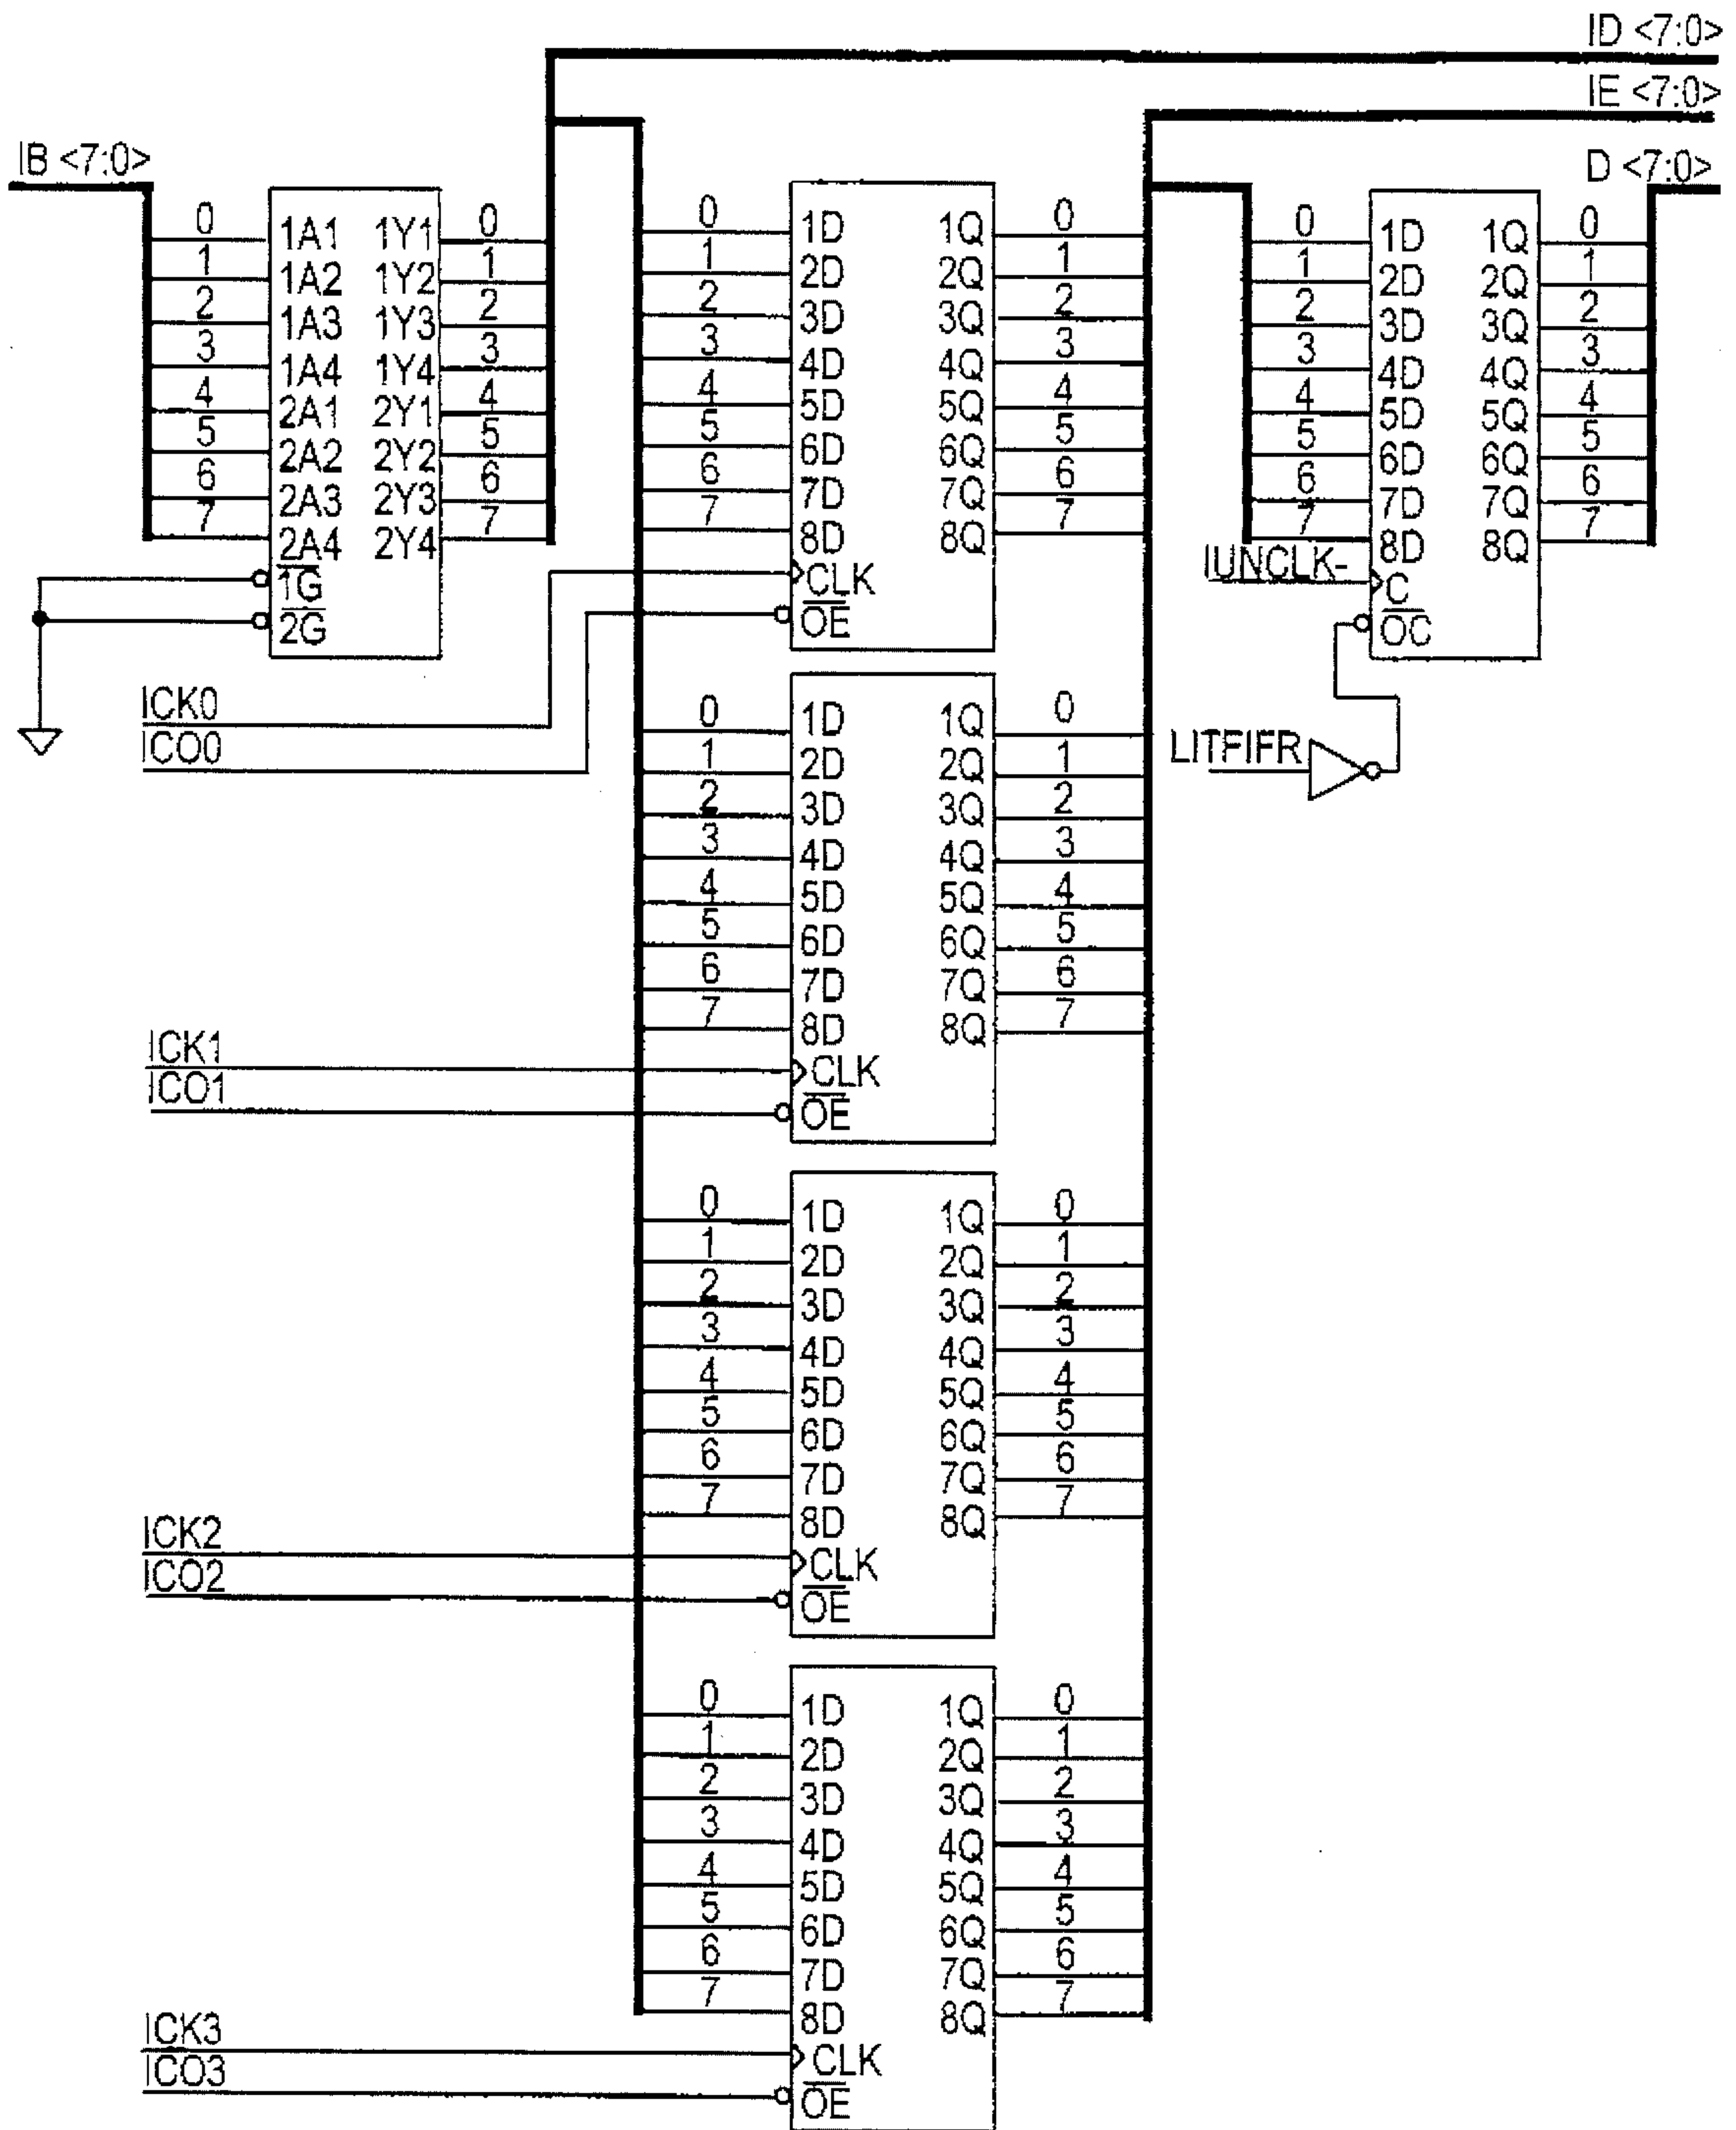 ID <7:0>
IE <7:0>
IB <7:0>
D <7:0>
0 1A1 1Y1 0
1 1A2 1Y2 1
2 1A3 1Y3 2
3 1A4 1Y4 3
4 2A1 2Y1 4
5 2A2 2Y2 5
6 2A3 2Y3 6
7 2A4 2Y4 7
1G
2G
0 1D 1Q 0
1 2D 2Q 1
2 3D 3Q 2
3 4D 4Q 3
4 5D 5Q 4
5 6D 6Q 5
6 7D 7Q 6
7 8D 8Q 7
CLK
OE
0 1D 1Q 0
1 2D 2Q 1
2 3D 3Q 2
3 4D 4Q 3
4 5D 5Q 4
5 6D 6Q 5
6 7D 7Q 6
7 8D 8Q 7
IUNCLK- C
OC
LITFIFR
ICK0
ICO0
0 1D 1Q 0
1 2D 2Q 1
2 3D 3Q 2
3 4D 4Q 3
4 5D 5Q 4
5 6D 6Q 5
6 7D 7Q 6
7 8D 8Q 7
ICK1 CLK
ICO1 OE
0 1D 1Q 0
1 2D 2Q 1
2 3D 3Q 2
3 4D 4Q 3
4 5D 5Q 4
5 6D 6Q 5
6 7D 7Q 6
7 8D 8Q 7
ICK2 CLK
ICO2 OE
0 1D 1Q 0
1 2D 2Q 1
2 3D 3Q 2
3 4D 4Q 3
4 5D 5Q 4
5 6D 6Q 5
6 7D 7Q 6
7 8D 8Q 7
ICK3 CLK
ICO3 OE